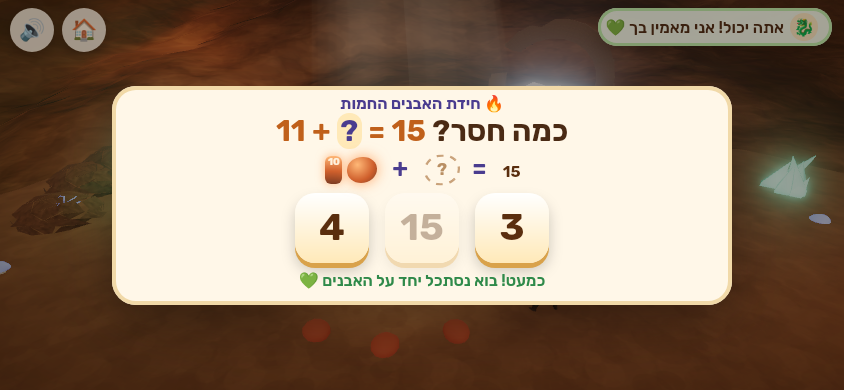 אתה יכול! אני מאמין בך 💚
🔥 חידת האבנים החמות
כמה חסר? 11 + ? = 15
10 + ? = 15
4 15 3
כמעט! בוא נסתכל יחד על האבנים 💚